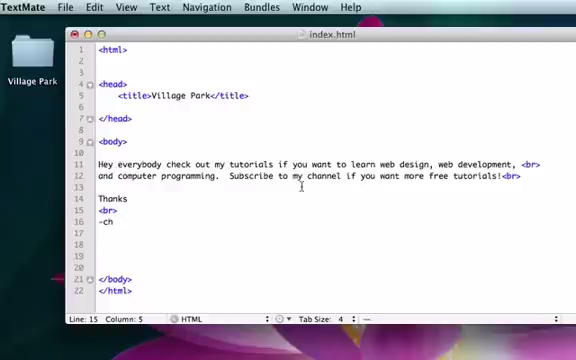 TextMate File Edit View Text Navigation Bundles Window Help
index.html
Village Park
1 <html>
2
3
4 <head>
5 <title>Village Park</title>
6
7 </head>
8
9 <body>
10
11 Hey everybody check out my tutorials if you want to learn web design, web development, <br>
12 and computer programming. Subscribe to my channel if you want more free tutorials!<br>
13
14 Thanks
15 <br>
16 -ch
17
18
19
20
21 </body>
22 </html>
Line: 15 Column: 5 HTML Tab Size: 4 —